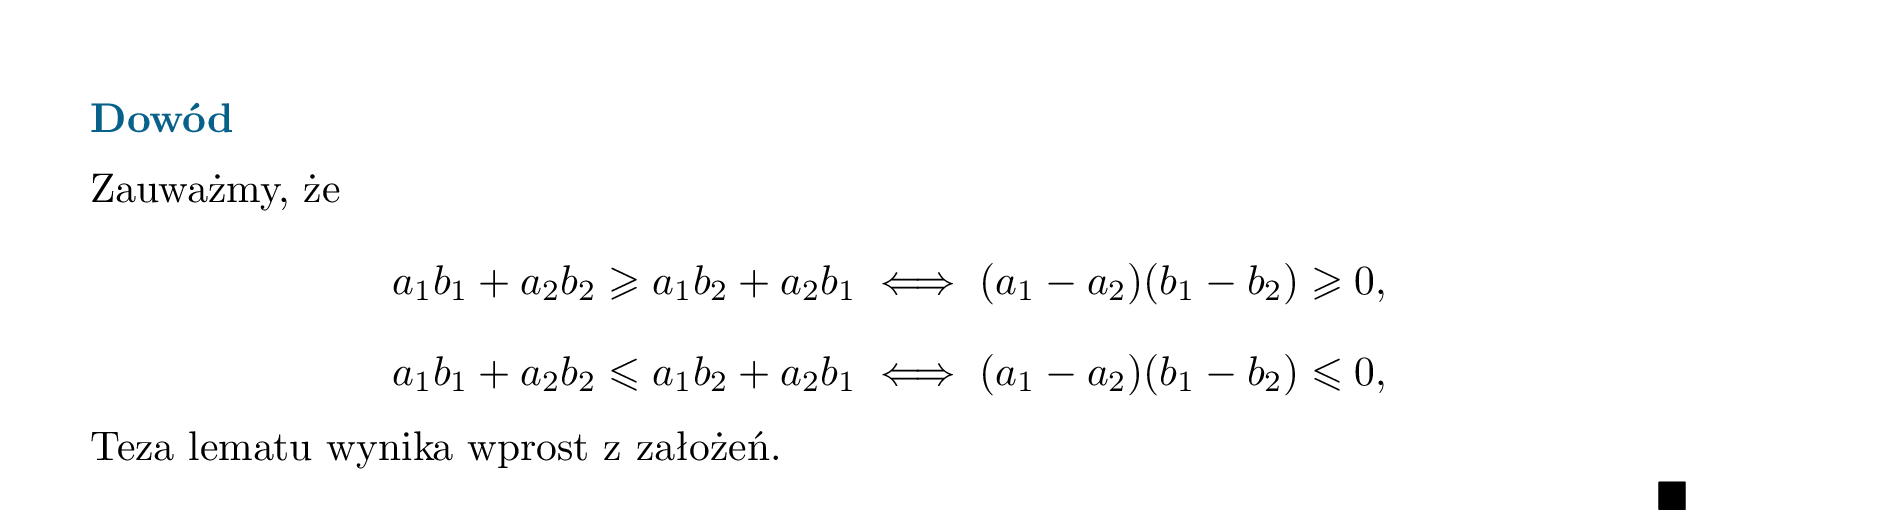 Dowód
Zauważmy, że
a₁b₁ + a₂b₂ ⩾ a₁b₂ + a₂b₁ ⟺ (a₁ − a₂)(b₁ − b₂) ⩾ 0,
a₁b₁ + a₂b₂ ⩽ a₁b₂ + a₂b₁ ⟺ (a₁ − a₂)(b₁ − b₂) ⩽ 0,
Teza lematu wynika wprost z założeń.
■